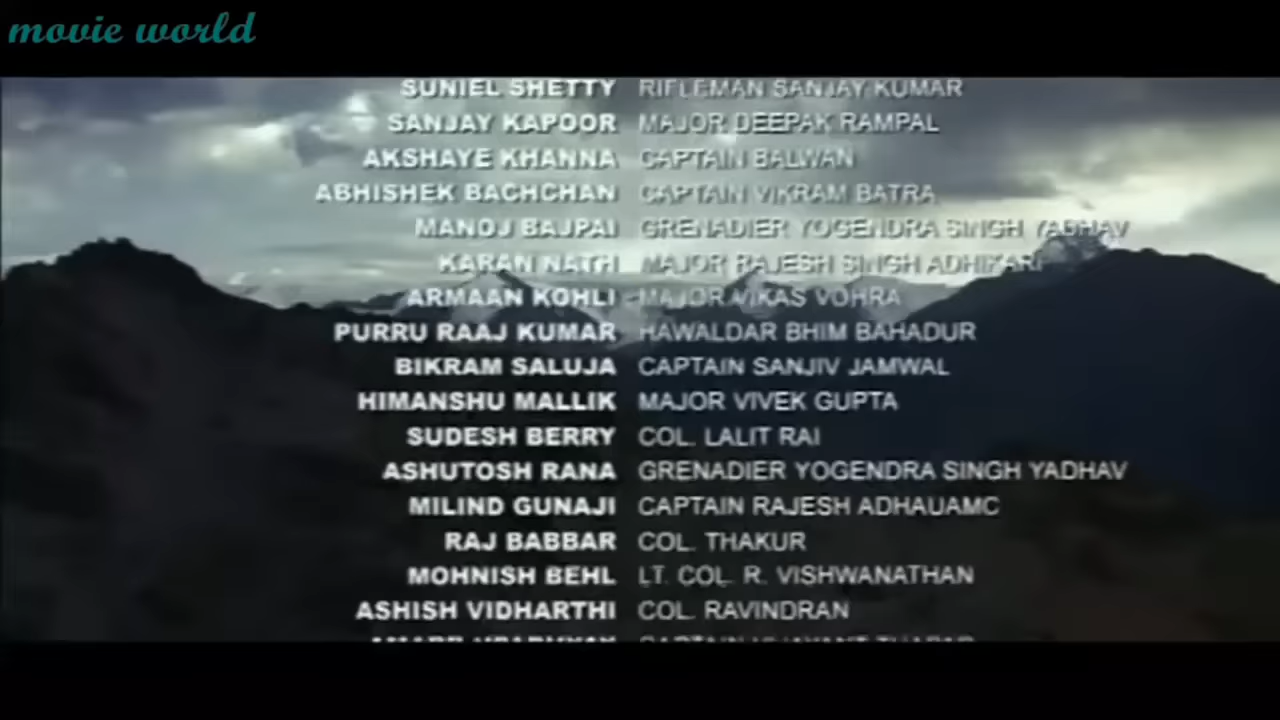 movie world
SUNIEL SHETTY RIFLEMAN SANJAY KUMAR
SANJAY KAPOOR MAJOR DEEPAK RAMPAL
AKSHAYE KHANNA CAPTAIN BALWAN
ABHISHEK BACHCHAN CAPTAIN VIKRAM BATRA
MANOJ BAJPAI GRENADIER YOGENDRA SINGH YADHAV
KARAN NATH MAJOR RAJESH SINGH ADHIKARI
ARMAAN KOHLI MAJOR VIKAS VOHRA
PURRU RAAJ KUMAR HAWALDAR BHIM BAHADUR
BIKRAM SALUJA CAPTAIN SANJIV JAMWAL
HIMANSHU MALLIK MAJOR VIVEK GUPTA
SUDESH BERRY COL. LALIT RAI
ASHUTOSH RANA GRENADIER YOGENDRA SINGH YADHAV
MILIND GUNAJI CAPTAIN RAJESH ADHAUAMC
RAJ BABBAR COL. THAKUR
MOHNISH BEHL LT. COL. R. VISHWANATHAN
ASHISH VIDHARTHI COL. RAVINDRAN